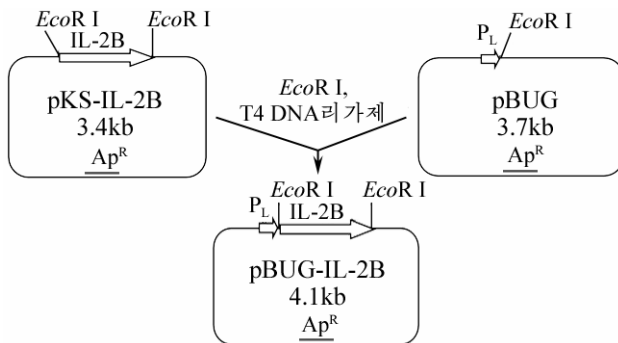 EcoR I EcoR I
IL-2B
pKS-IL-2B
3.4kb
Ap^R
EcoR I,
T4 DNA리가제
P_L EcoR I
pBUG
3.7kb
Ap^R
EcoR I EcoR I
P_L IL-2B
pBUG-IL-2B
4.1kb
Ap^R